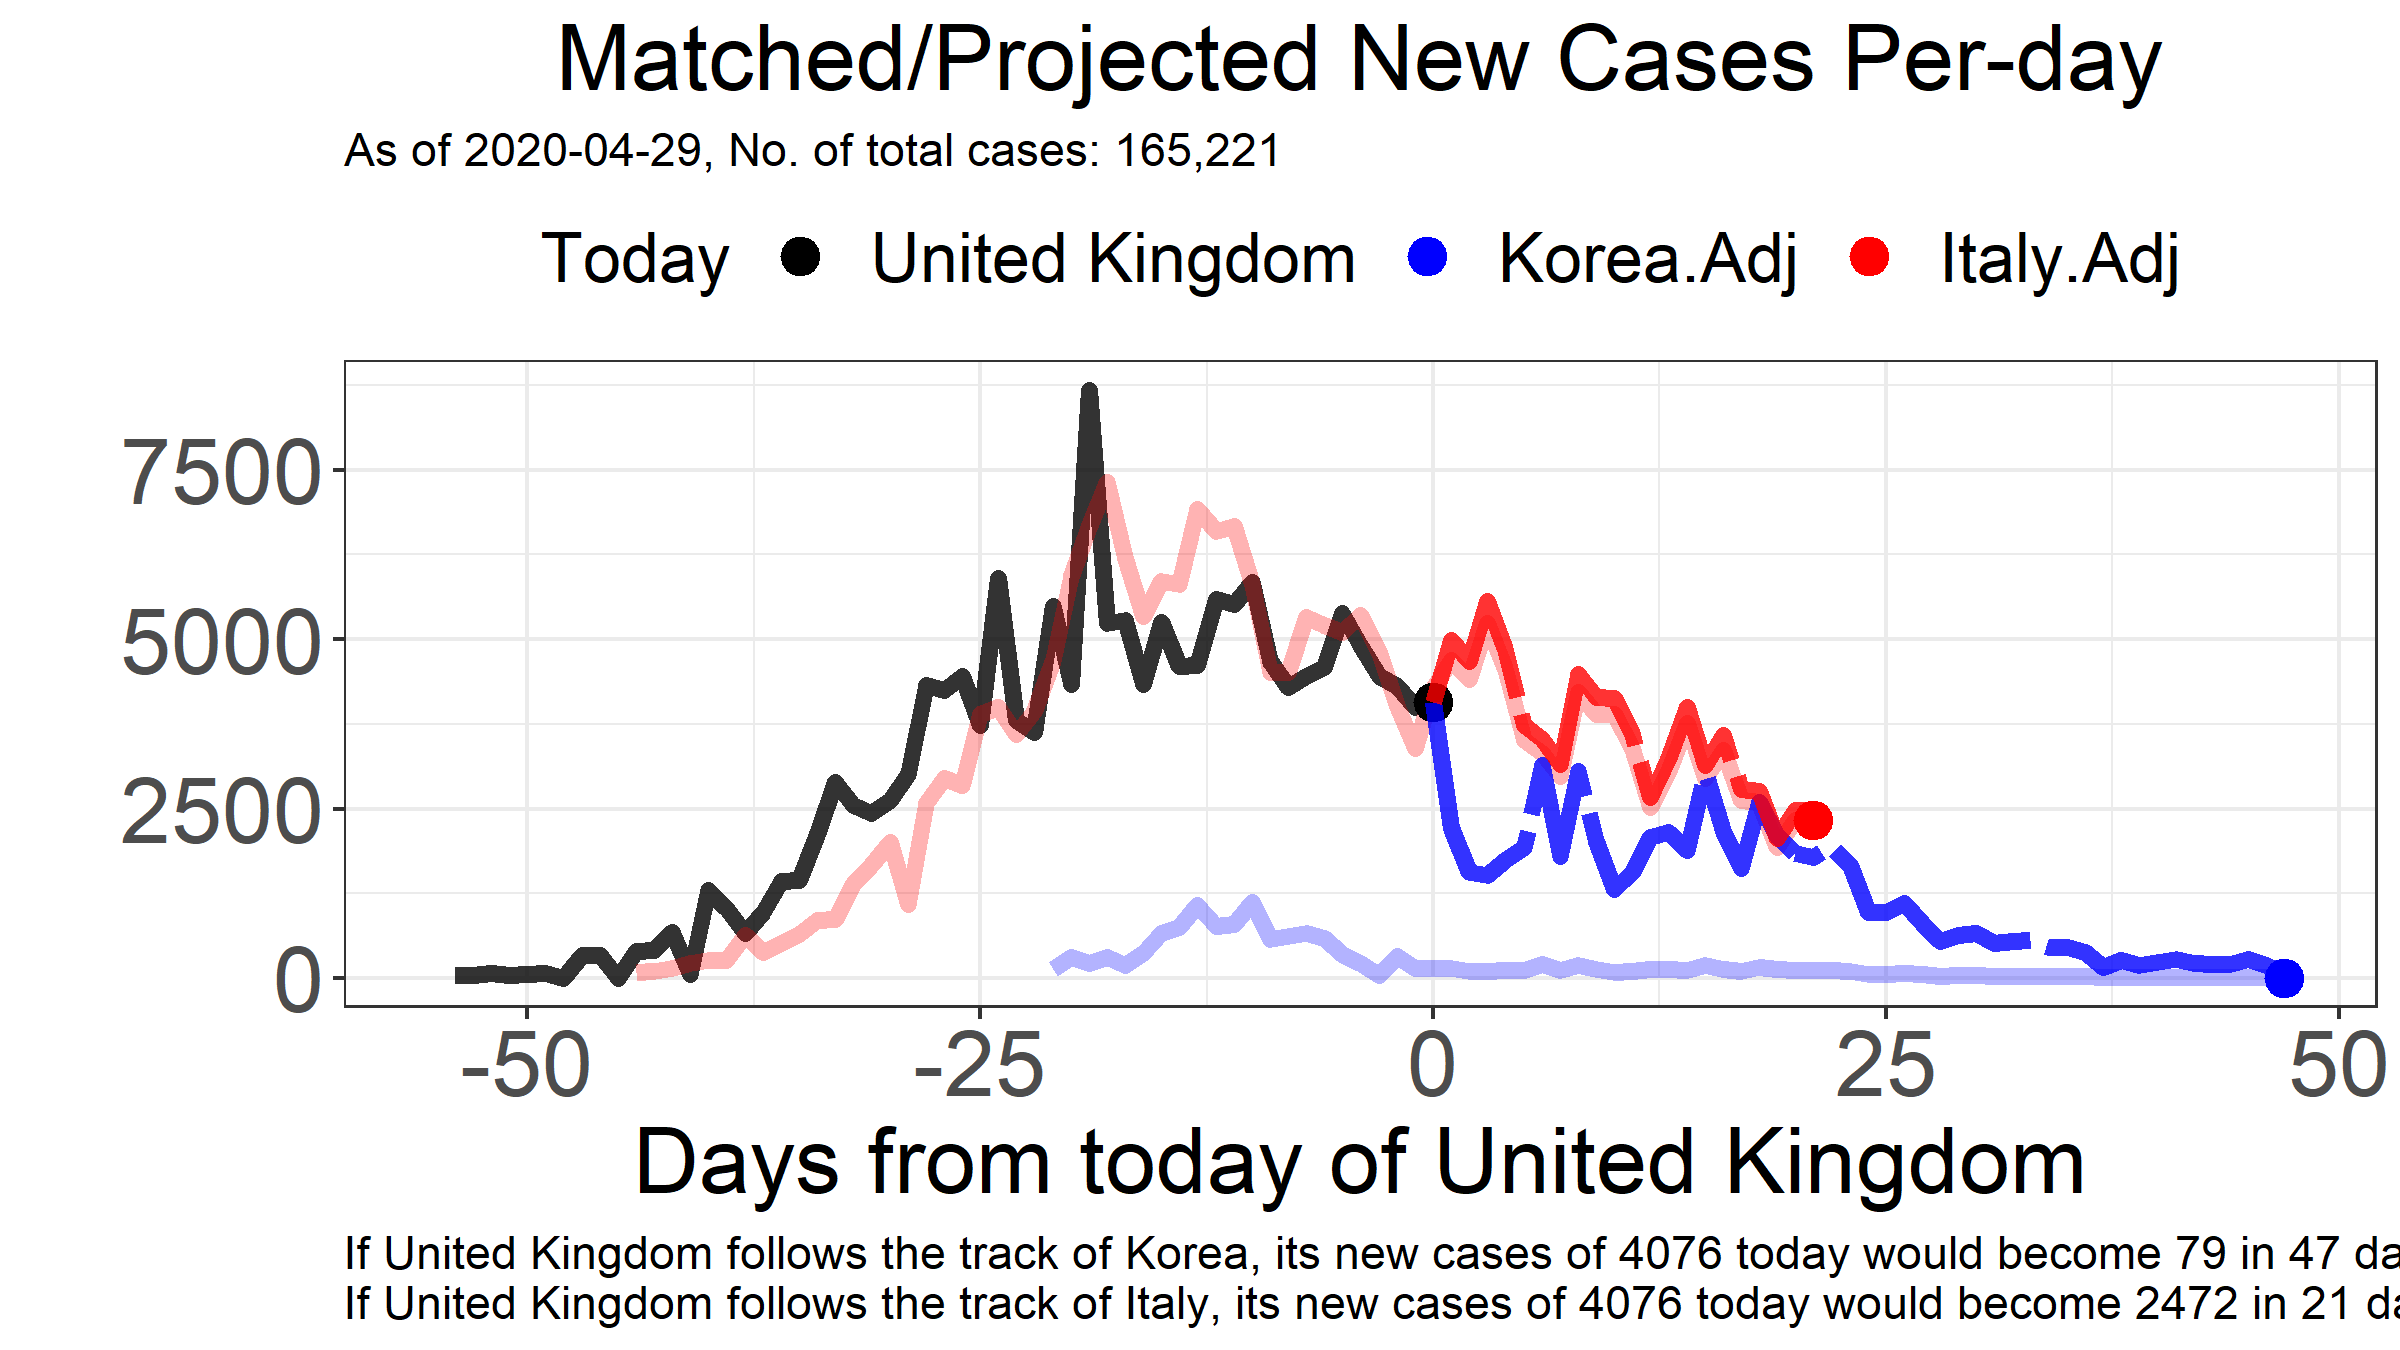 Matched/Projected New Cases Per-day
As of 2020-04-29, No. of total cases: 165,221
Today United Kingdom Korea.Adj Italy.Adj
7500
5000
2500
0
-50 -25 0 25 50
Days from today of United Kingdom
If United Kingdom follows the track of Korea, its new cases of 4076 today would become 79 in 47 da
If United Kingdom follows the track of Italy, its new cases of 4076 today would become 2472 in 21 da